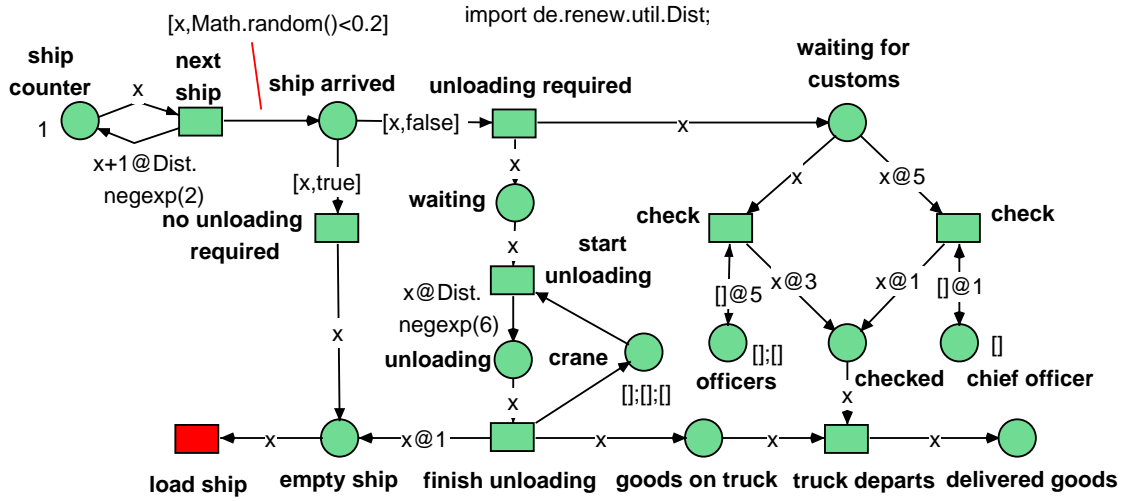 import de.renew.util.Dist;
[x,Math.random()<0.2]
ship
counter
next
ship
ship arrived
unloading required
waiting for
customs
x
1
[x,false]
x
x+1@Dist.
negexp(2)
[x,true]
x
x
x@5
waiting
no unloading
required
check
check
x
start
unloading
x@Dist.
negexp(6)
[]@5
x@3
x@1
[]@1
x
unloading
crane
[];[];[]
[];[]
officers
checked
[]
chief officer
x
x
x
x@1
x
x
x
load ship
empty ship
finish unloading
goods on truck
truck departs
delivered goods